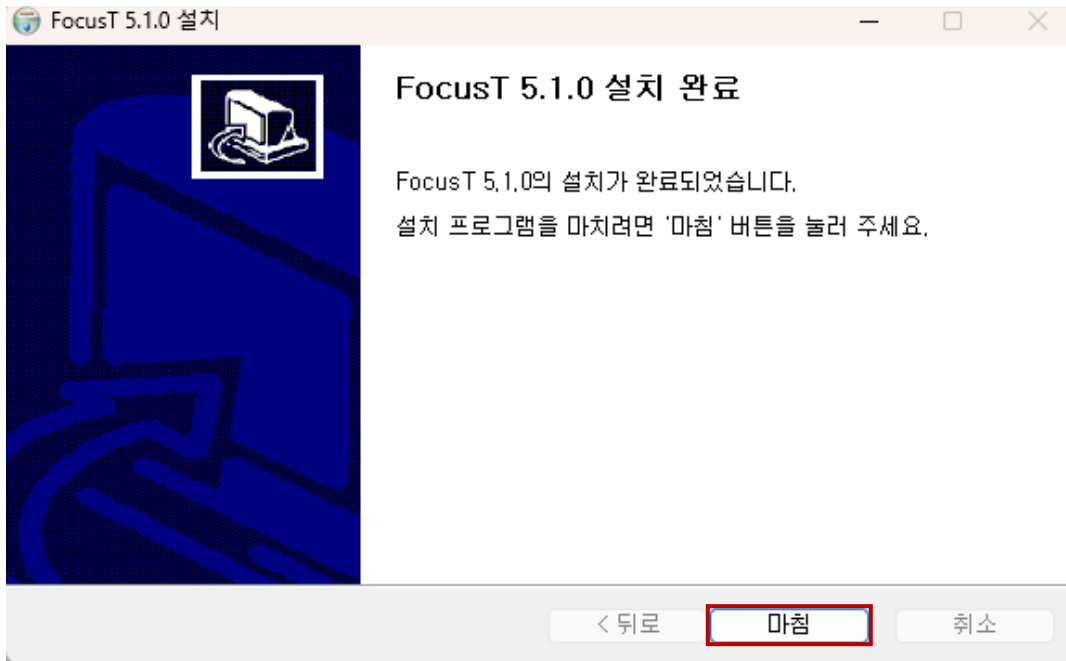 FocusT 5.1.0 설치
FocusT 5.1.0 설치 완료
FocusT 5.1.0의 설치가 완료되었습니다.
설치 프로그램을 마치려면 '마침' 버튼을 눌러 주세요.
< 뒤로 마침 취소